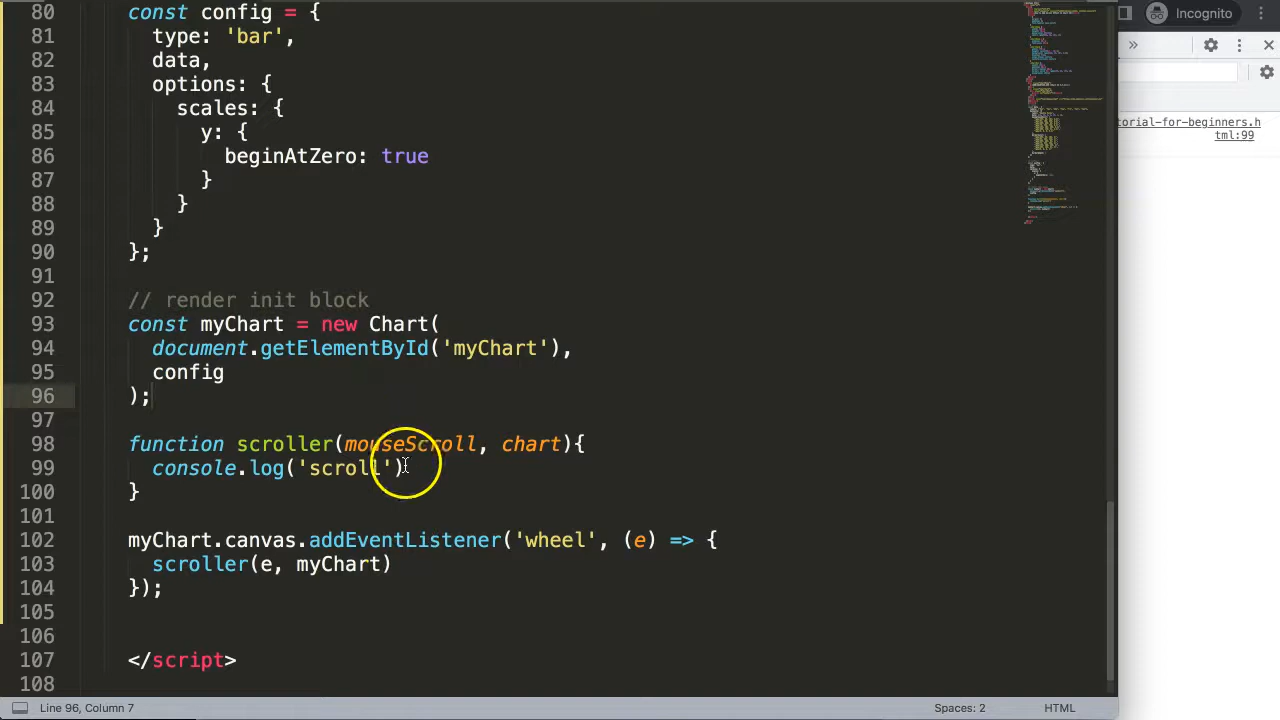 80 const config = {
81 type: 'bar',
82 data,
83 options: {
84 scales: {
85 y: {
86 beginAtZero: true
87 }
88 }
89 }
90 };
91
92 // render init block
93 const myChart = new Chart(
94 document.getElementById('myChart'),
95 config
96 );
97
98 function scroller(mouseScroll, chart){
99 console.log('scroll')
100 }
101
102 myChart.canvas.addEventListener('wheel', (e) => {
103 scroller(e, myChart)
104 });
105
106
107 </script>
108
Line 96, Column 7
Spaces: 2
HTML
Incognito
»
torial-for-beginners.h
tml:99